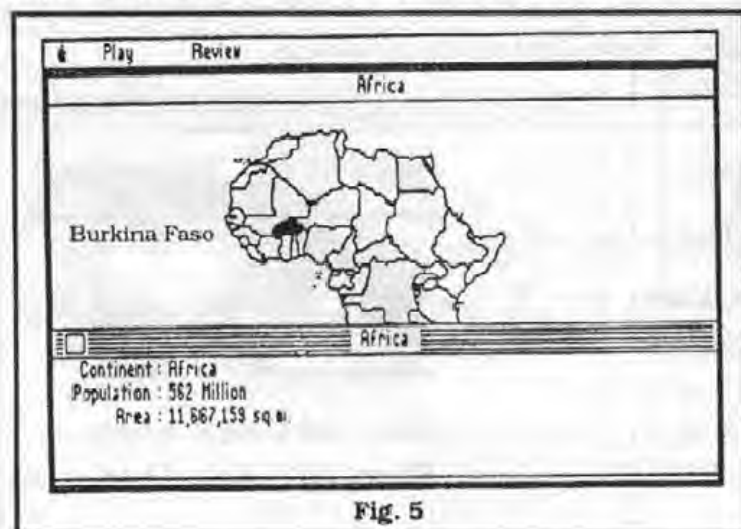 Play Review
Africa
Burkina Faso
Africa
Continent : Africa
Population : 562 Million
Area : 11,667,159 sq mi.
Fig. 5